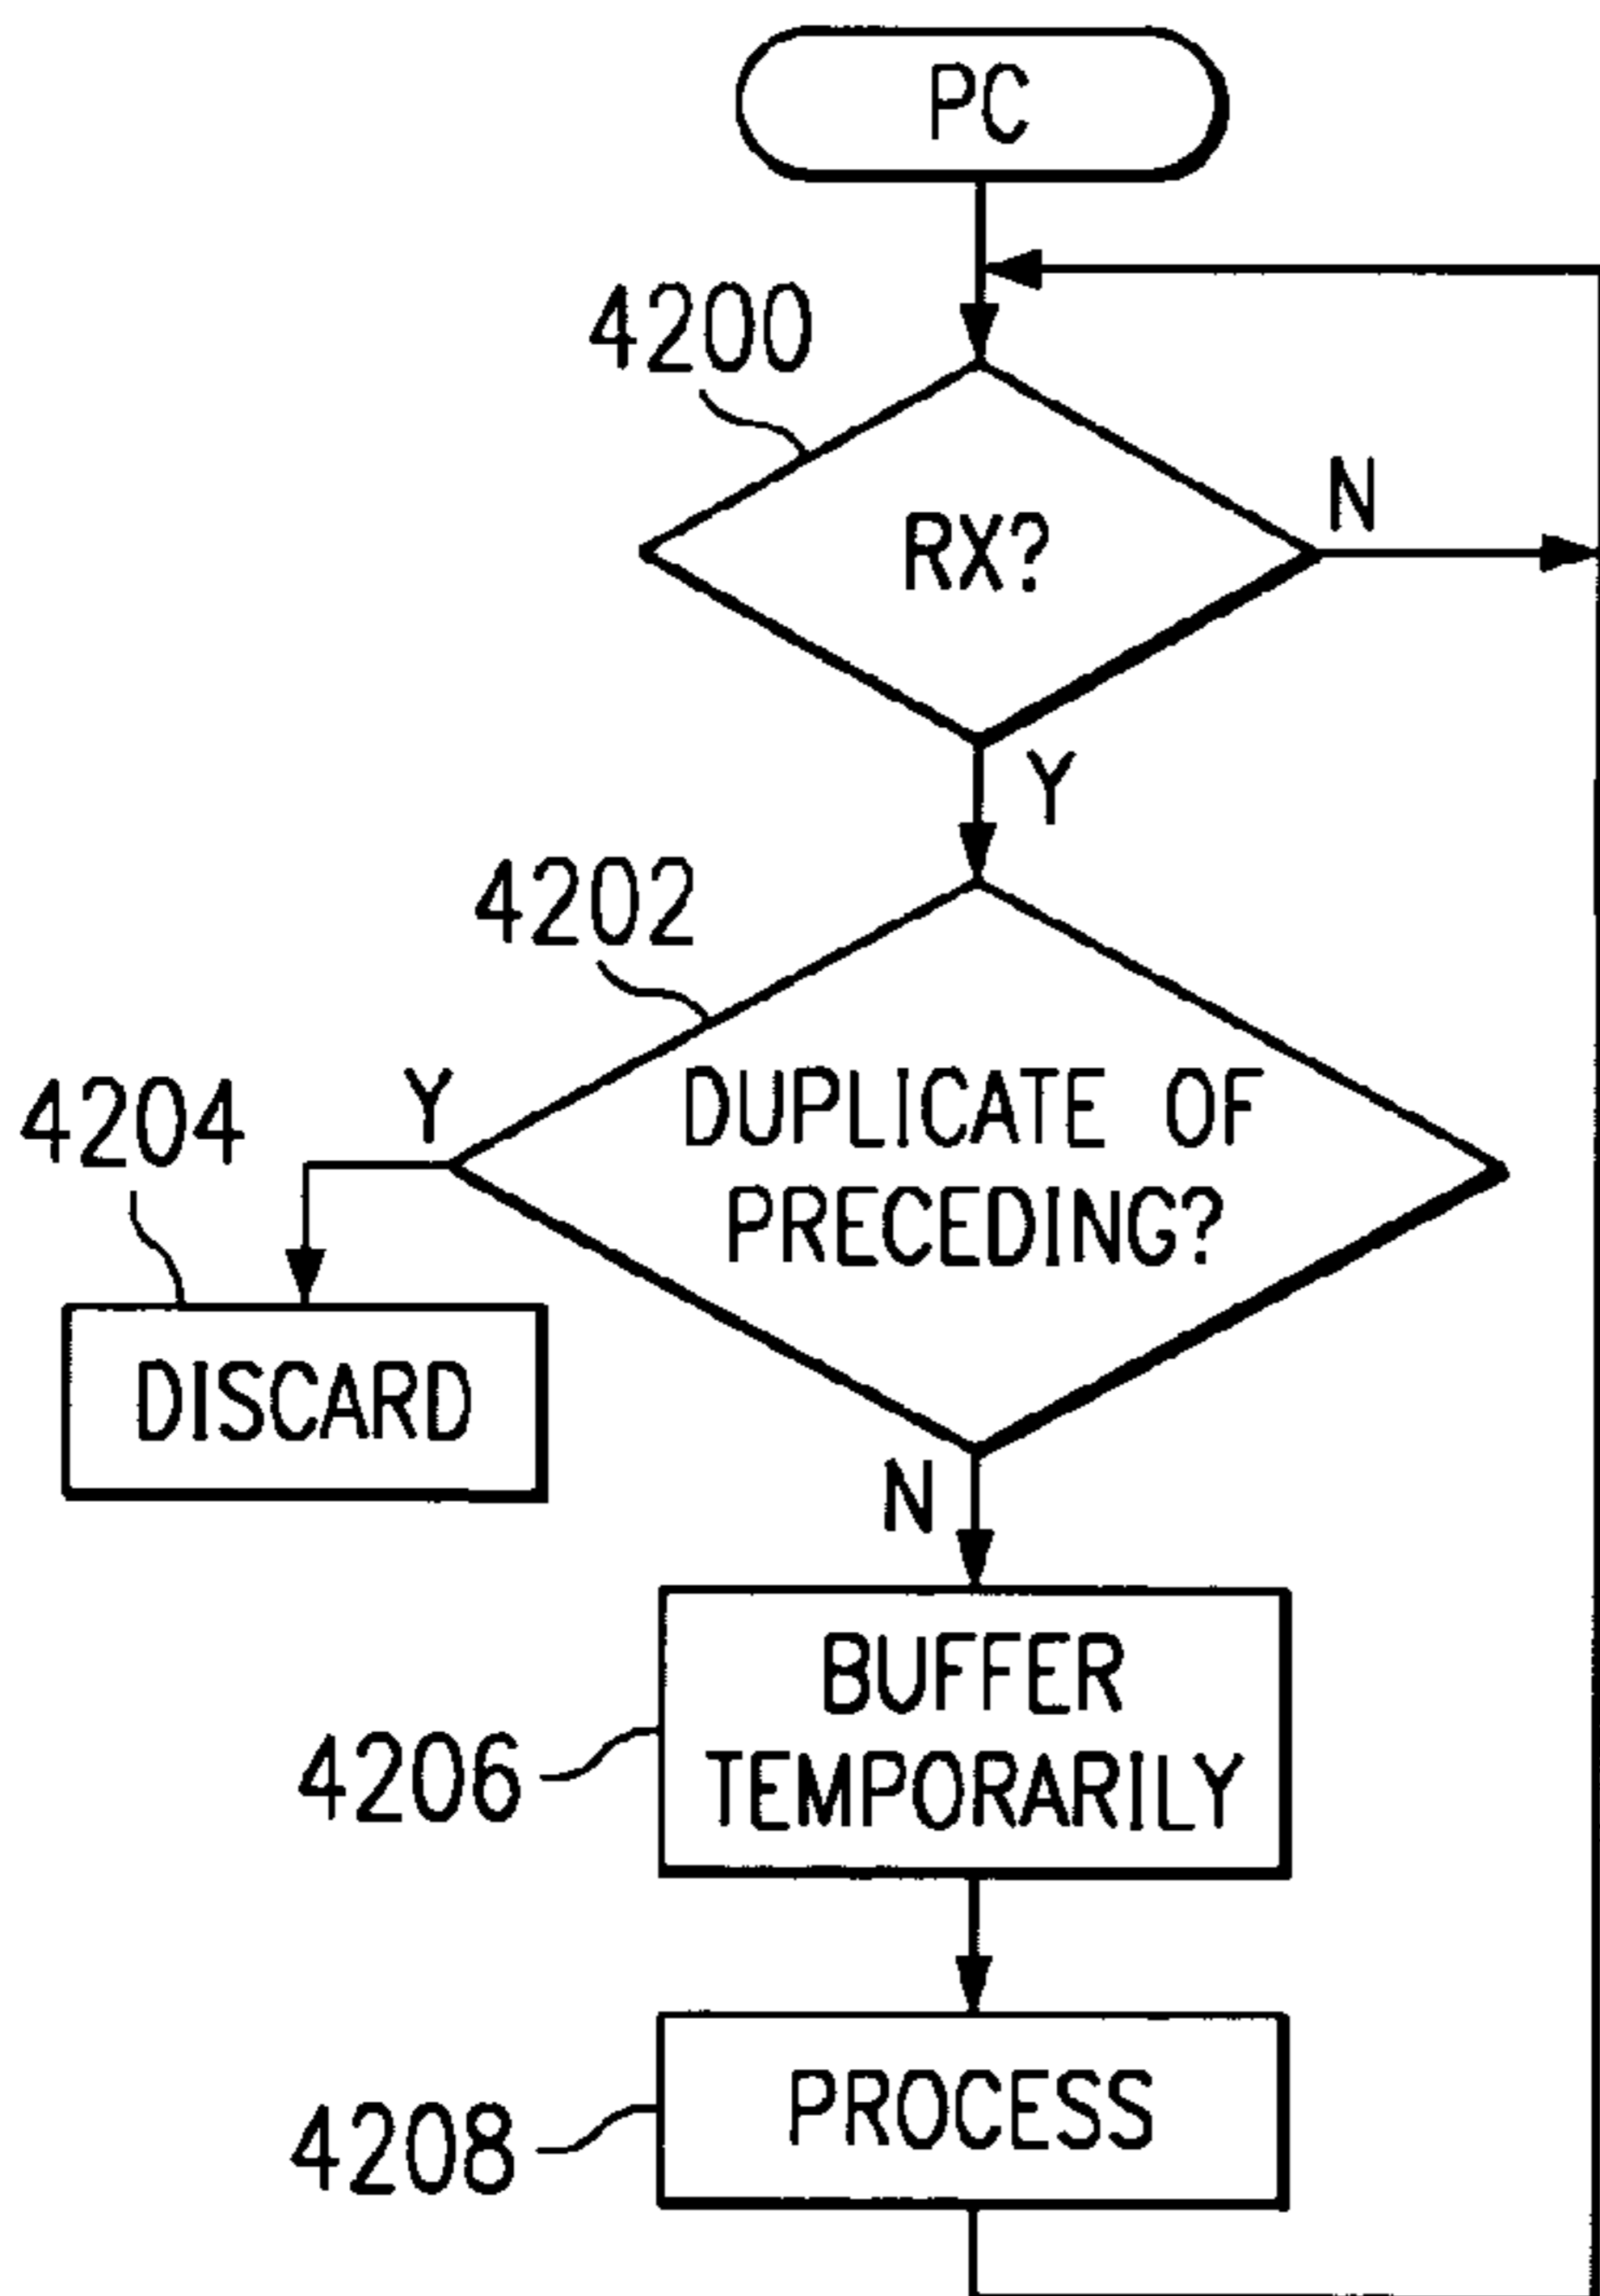 PC
4200
RX?
N
Y
4202
4204
Y
DUPLICATE OF
PRECEDING?
DISCARD
N
BUFFER
TEMPORARILY
4206
PROCESS
4208